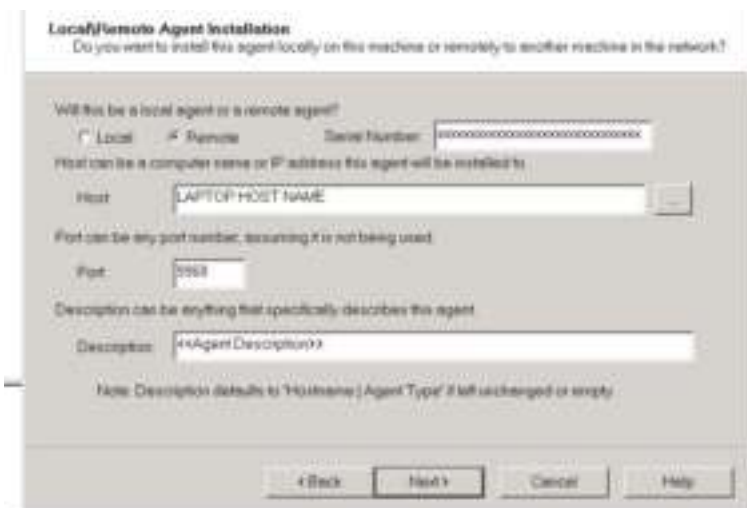 Local\Remote Agent Installation
Do you want to install this agent locally on this machine or remotely to another machine in the network?
Will this be a local agent or a remote agent?
Local Remote Serial Number
Host can be a computer name or IP address this agent will be installed to
Host LAPTOP HOST NAME ...
Port can be any port number, assuming it is not being used.
Port
Description can be anything that specifically describes this agent
Description <<Agent Description>>
Note: Description defaults to 'Hostname | Agent Type' if left unchanged or empty
< Back Next > Cancel Help